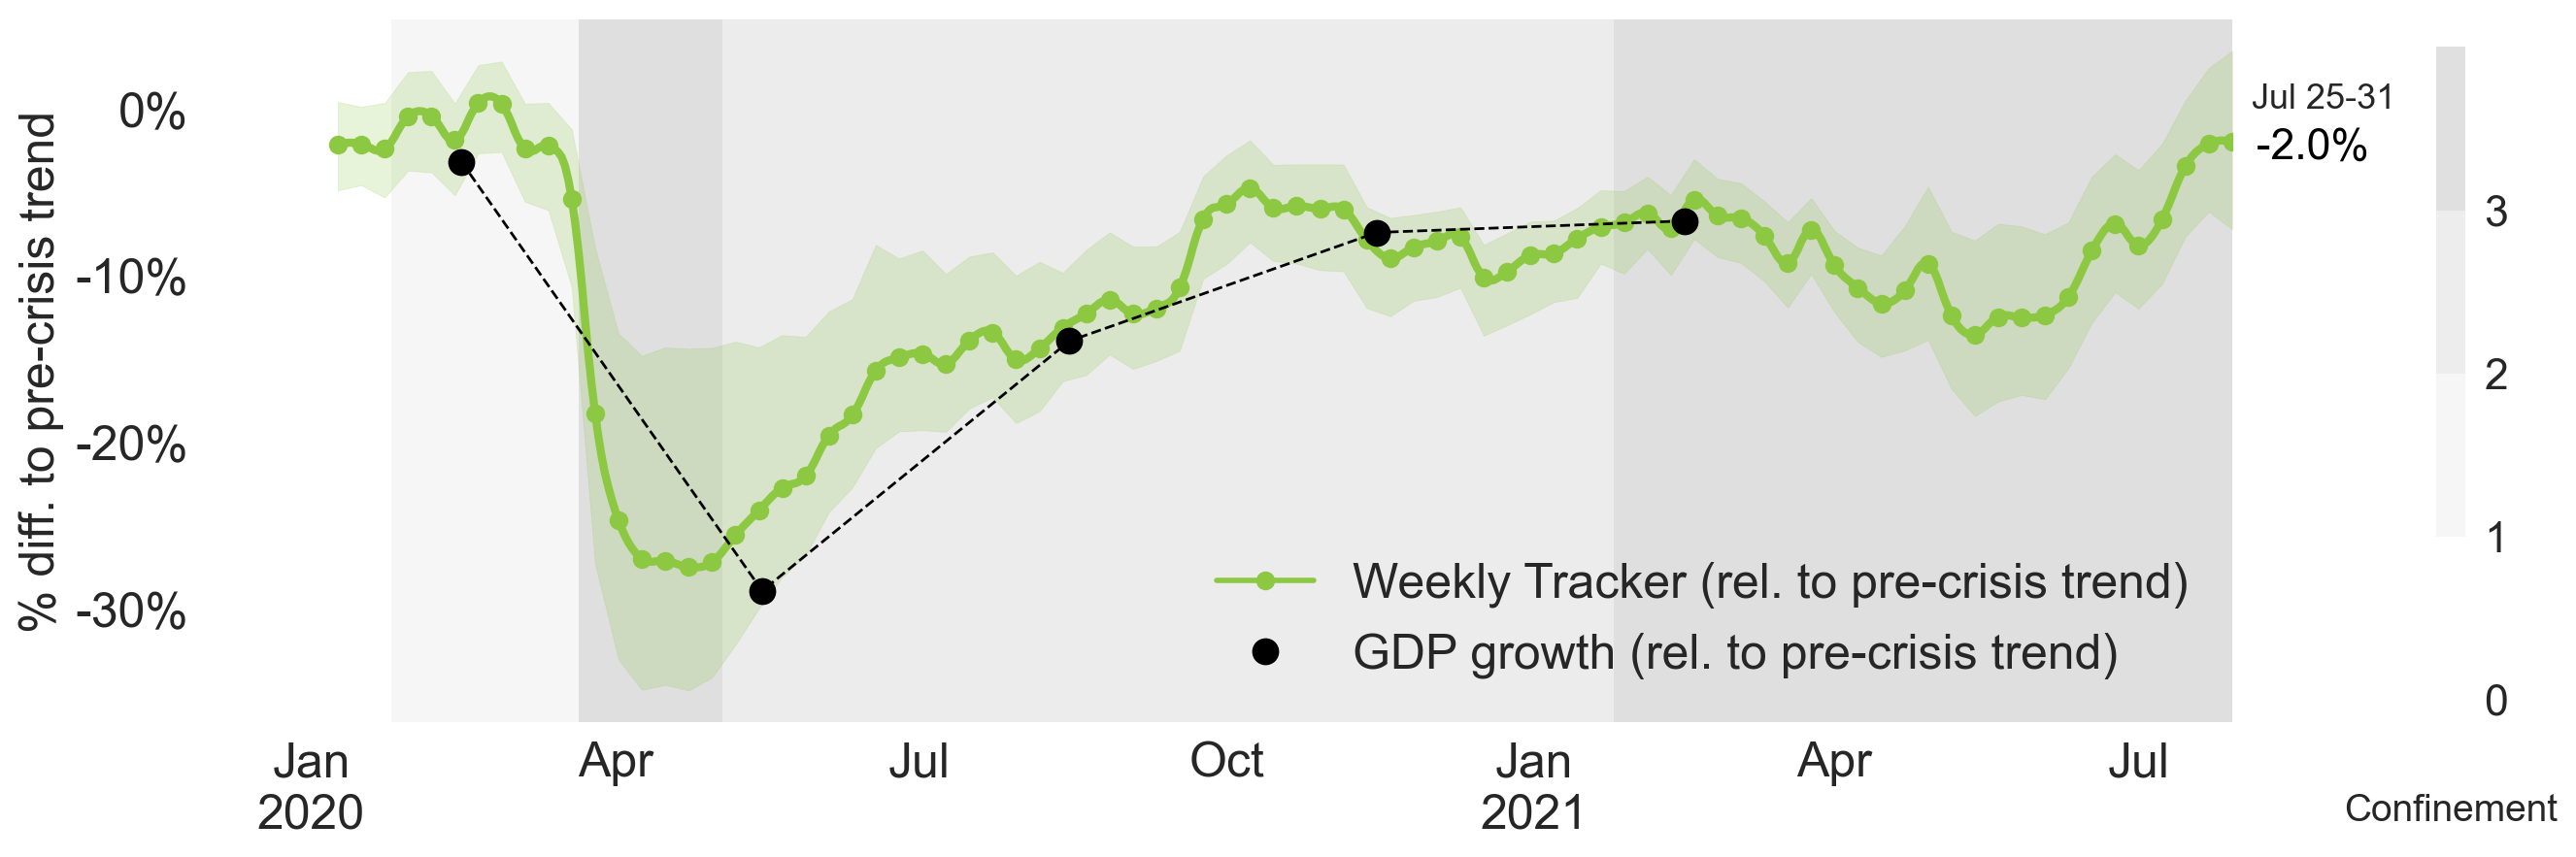 % diff. to pre-crisis trend
0%
-10%
-20%
-30%
Jul 25-31
-2.0%
Weekly Tracker (rel. to pre-crisis trend)
GDP growth (rel. to pre-crisis trend)
Jan
2020
Apr
Jul
Oct
Jan
2021
Apr
Jul
3
2
1
0
Confinement